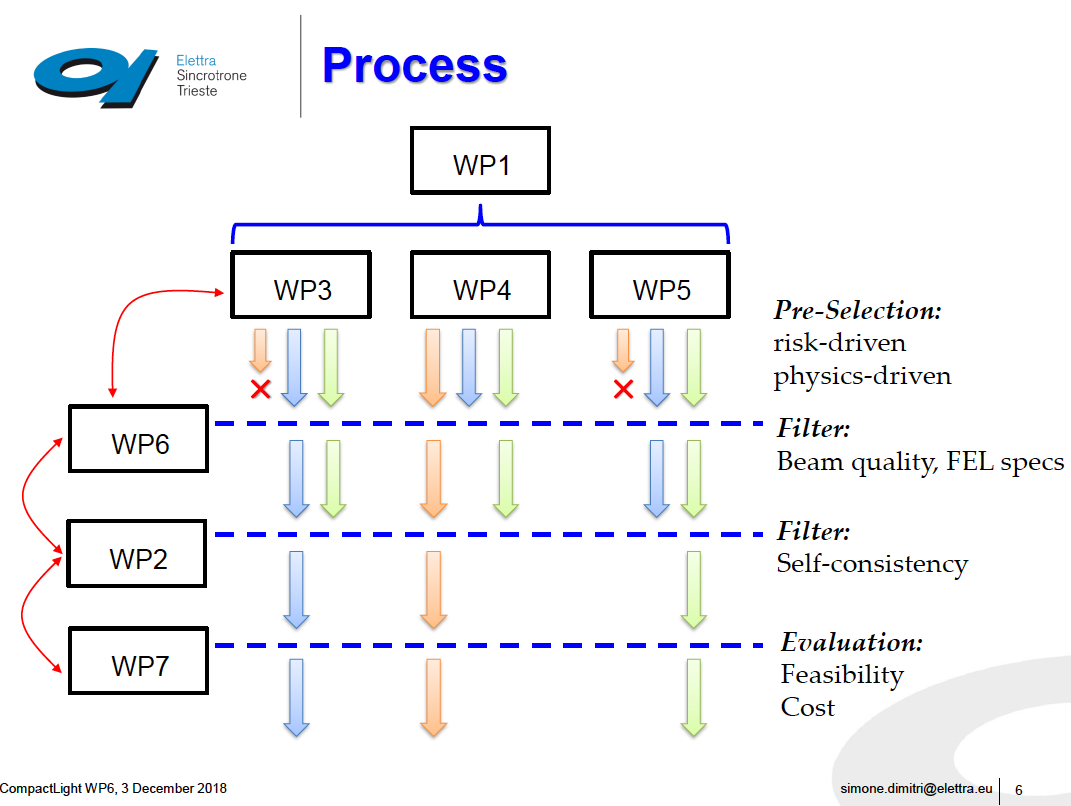 Elettra
Sincrotrone
Trieste
Process
WP1
WP3
WP4
WP5
Pre-Selection:
risk-driven
physics-driven
WP6
Filter:
Beam quality, FEL specs
WP2
Filter:
Self-consistency
WP7
Evaluation:
Feasibility
Cost
CompactLight WP6, 3 December 2018
simone.dimitri@elettra.eu
6